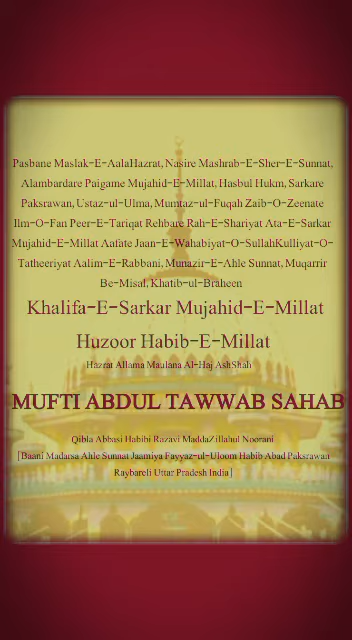 Pasbane Maslak-E-AalaHazrat, Nasire Mashrab-E-Sher-E-Sunnat,
Alambardare Paigame Mujahid-E-Millat, Hasbul Hukm, Sarkare
Paksrawan, Ustaz-ul-Ulma, Mumtaz-ul-Fuqah Zaib-O-Zeenate
Ilm-O-Fan Peer-E-Tariqat Rehbare Rah-E-Shariyat Ata-E-Sarkar
Mujahid-E-Millat Aafate Jaan-E-Wahabiyat-O-SullahKulliyat-O-
Tatheeriyat Aalim-E-Rabbani, Munazir-E-Ahle Sunnat, Muqarrir
Be-Misal, Khatib-ul-Braheen
Khalifa-E-Sarkar Mujahid-E-Millat
Huzoor Habib-E-Millat
Hazrat Allama Maulana Al-Haj AshShah
MUFTI ABDUL TAWWAB SAHAB
Qibla Abbasi Habibi Razavi MaddaZillahul Noorani
[Baani Madarsa Ahle Sunnat Jaamiya Fayyaz-ul-Uloom Habib Abad Paksrawan
Raybareli Uttar Pradesh India]